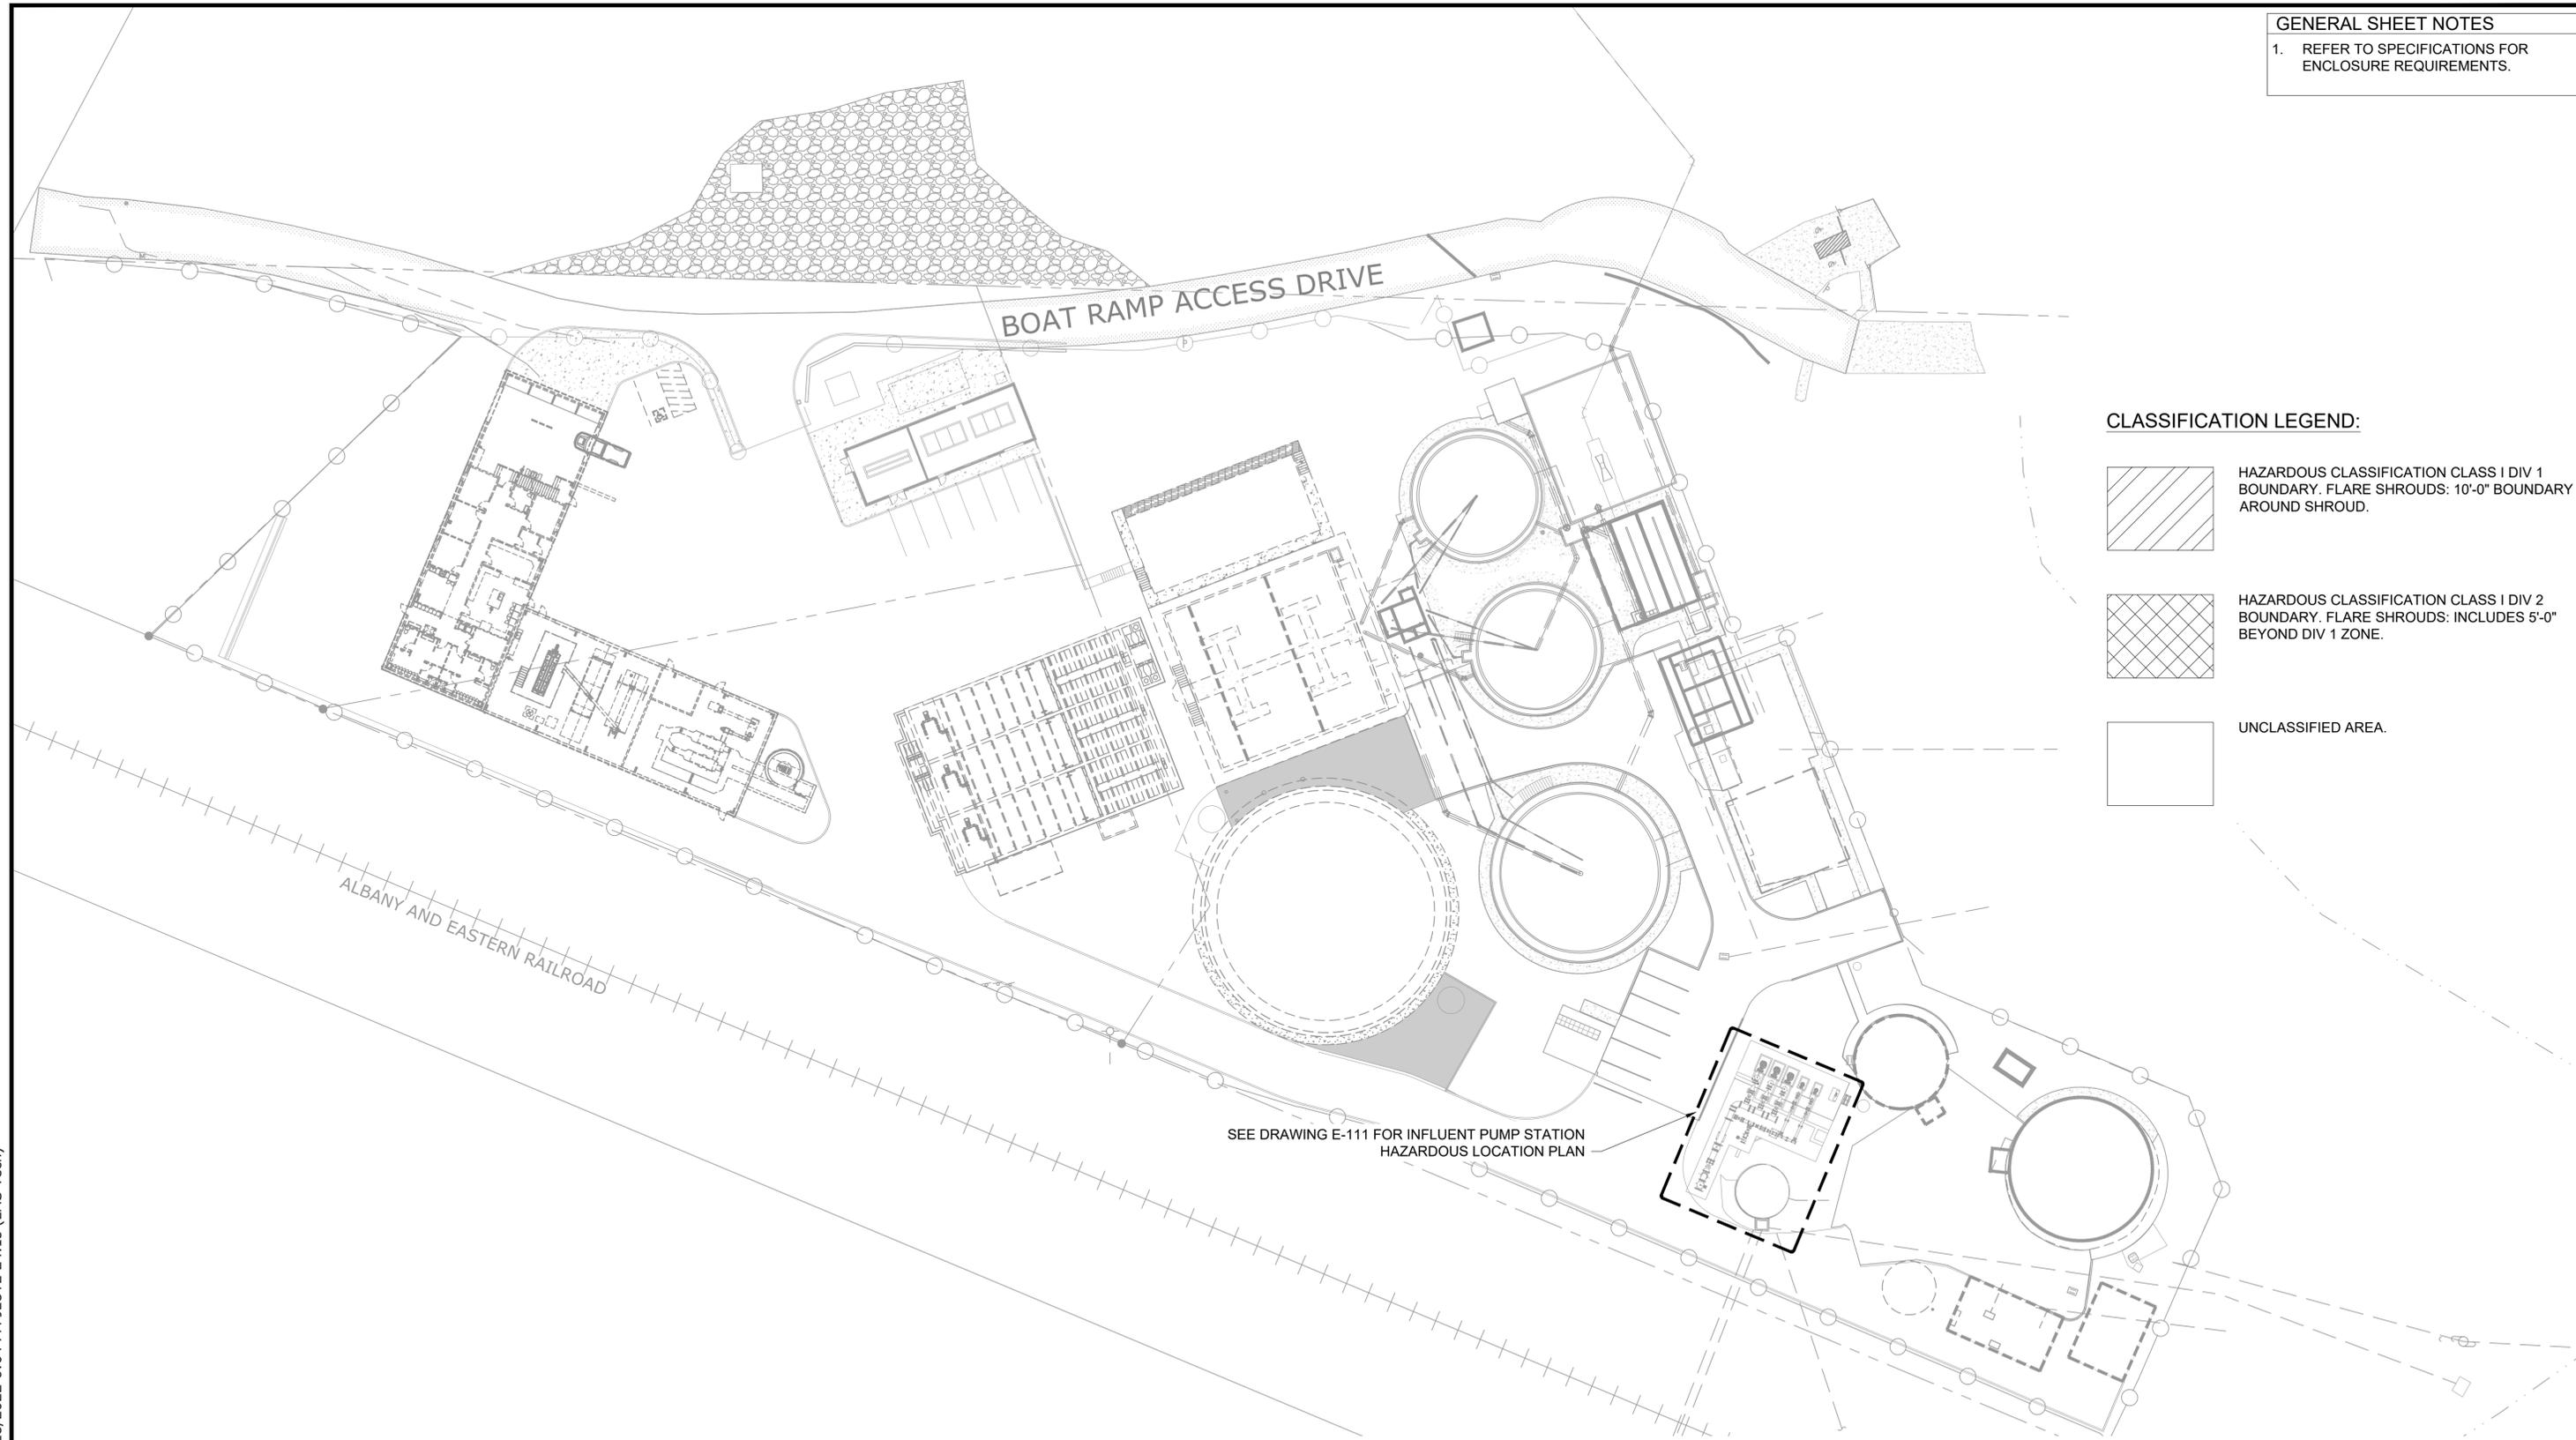 GENERAL SHEET NOTES
1. REFER TO SPECIFICATIONS FOR
ENCLOSURE REQUIREMENTS.
BOAT RAMP ACCESS DRIVE
CLASSIFICATION LEGEND:
HAZARDOUS CLASSIFICATION CLASS I DIV 1
BOUNDARY. FLARE SHROUDS: 10'-0" BOUNDARY
AROUND SHROUD.
HAZARDOUS CLASSIFICATION CLASS I DIV 2
BOUNDARY. FLARE SHROUDS: INCLUDES 5'-0"
BEYOND DIV 1 ZONE.
UNCLASSIFIED AREA.
ALBANY AND EASTERN RAILROAD
SEE DRAWING E-111 FOR INFLUENT PUMP STATION
HAZARDOUS LOCATION PLAN